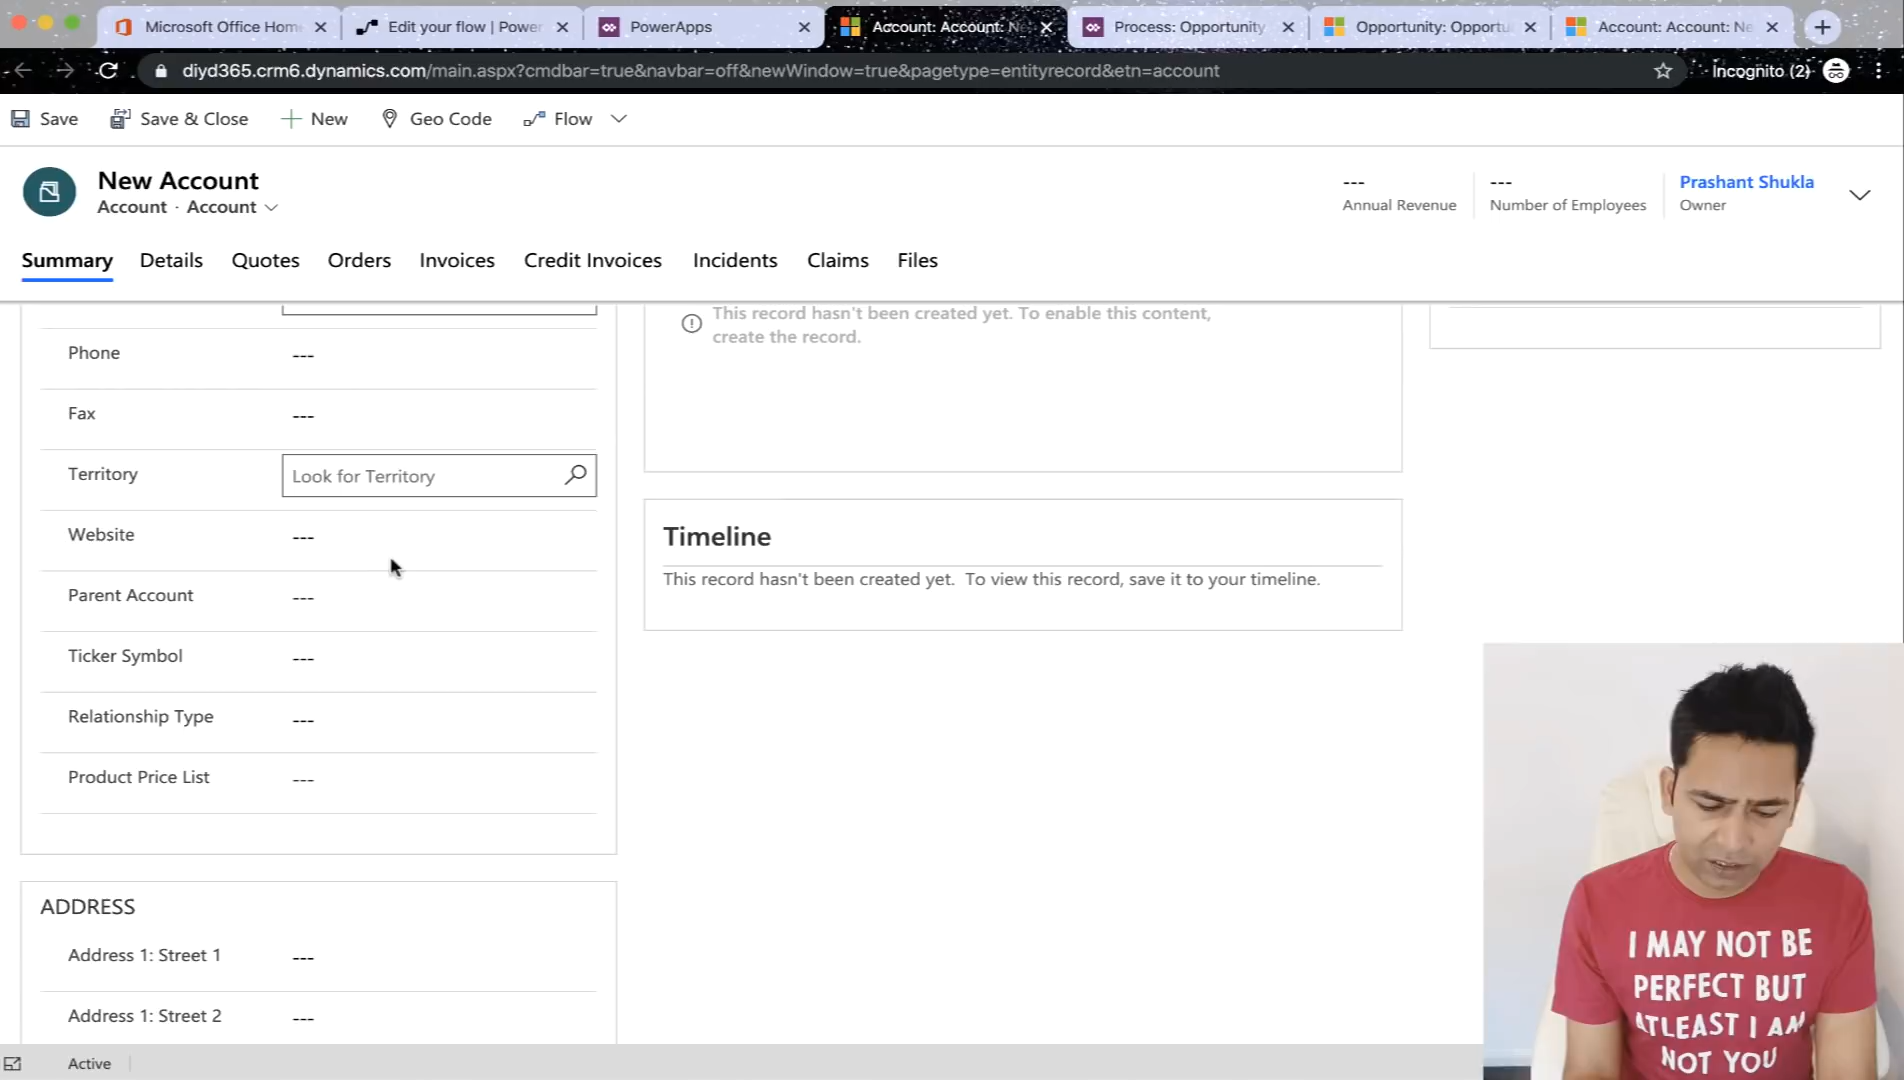 Microsoft Office Home
Edit your flow | Power
PowerApps
Account: Account: Ne
Process: Opportunity
Opportunity: Opportu
Account: Account: Ne
diyd365.crm6.dynamics.com/main.aspx?cmdbar=true&navbar=off&newWindow=true&pagetype=entityrecord&etn=account
Incognito (2)
Save
Save & Close
New
Geo Code
Flow
New Account
Account · Account
---
Annual Revenue
---
Number of Employees
Prashant Shukla
Owner
Summary
Details
Quotes
Orders
Invoices
Credit Invoices
Incidents
Claims
Files
Phone
---
Fax
---
Territory
Look for Territory
Website
---
Parent Account
---
Ticker Symbol
---
Relationship Type
---
Product Price List
---
ADDRESS
Address 1: Street 1
---
Address 1: Street 2
---
This record hasn't been created yet. To enable this content,
create the record.
Timeline
This record hasn't been created yet. To view this record, save it to your timeline.
I MAY NOT BE
PERFECT BUT
ATLEAST I AM
NOT YOU
Active